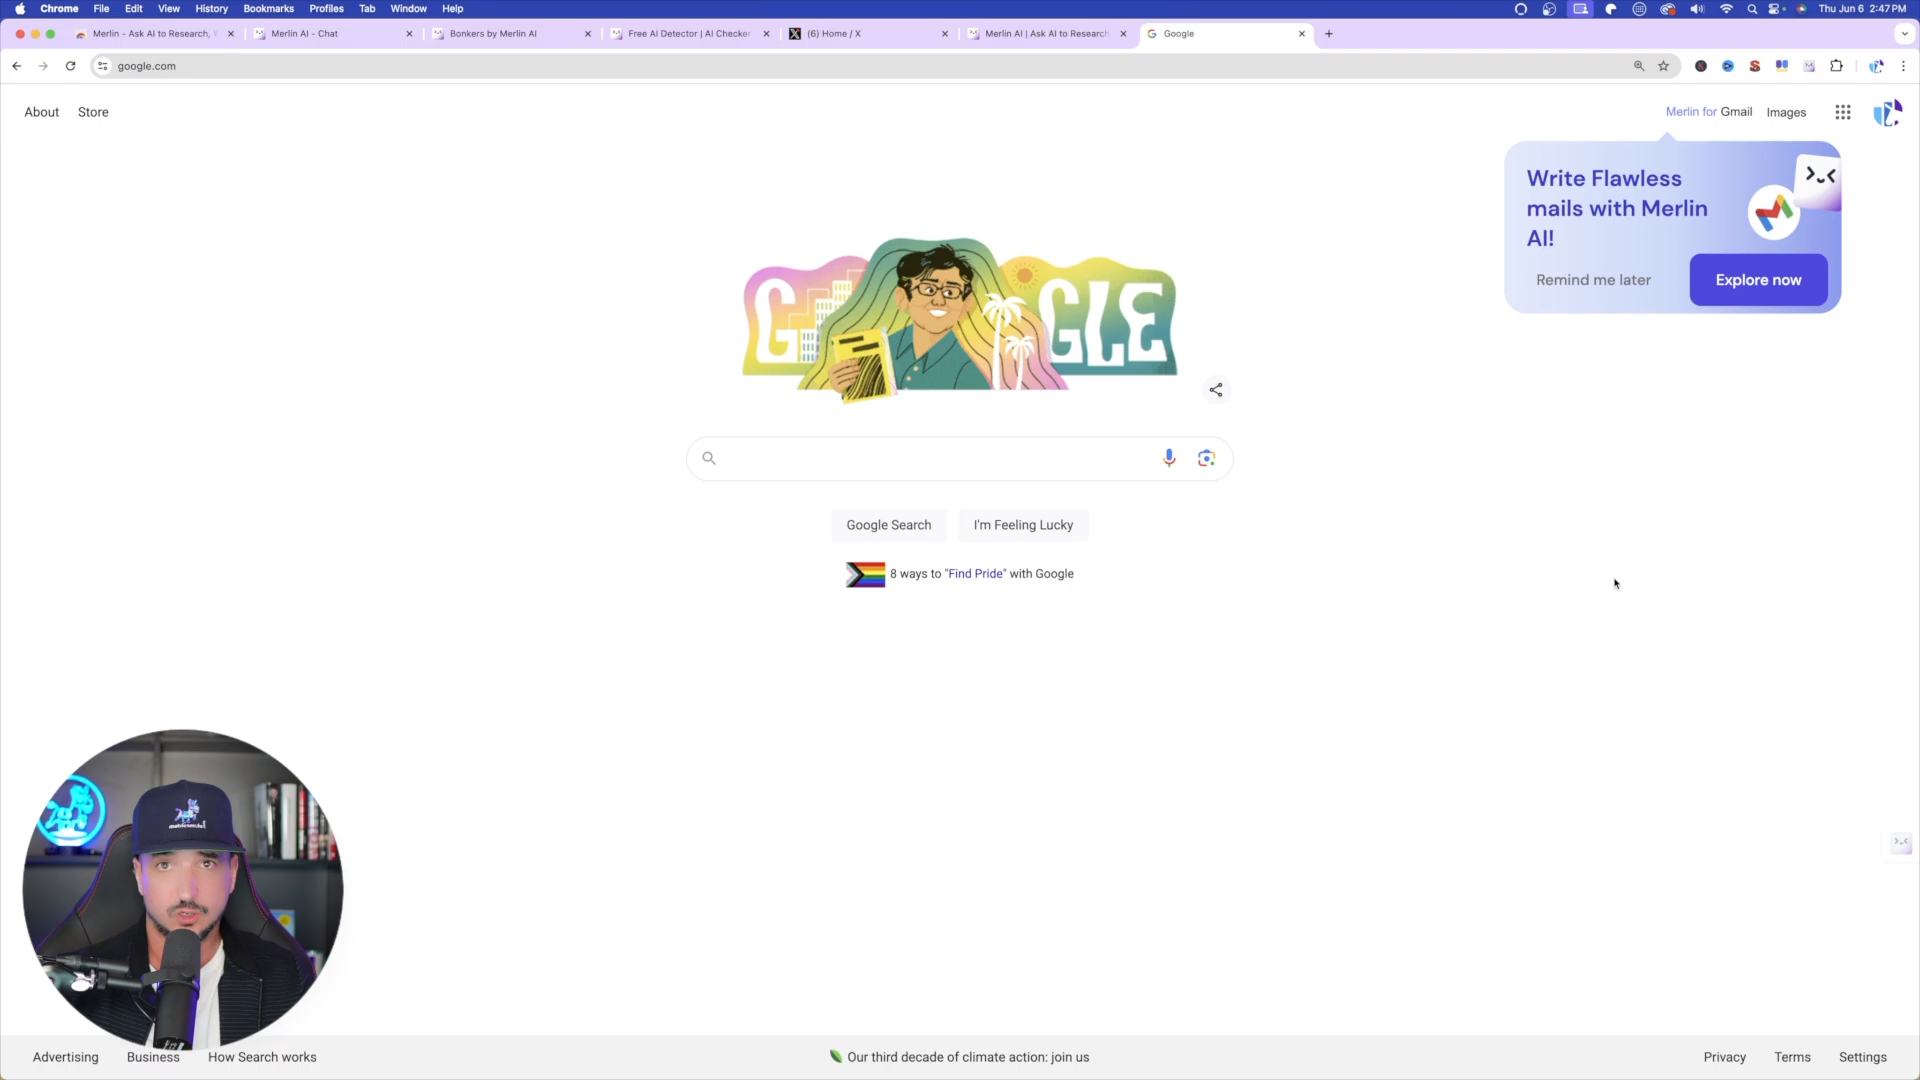 Chrome File Edit View History Bookmarks Profiles Tab Window Help Thu Jun 6 2:47 PM
Merlin - Ask AI to Research, Merlin AI - Chat Bonkers by Merlin AI Free AI Detector | AI Checker (6) Home / X Merlin AI | Ask AI to Research Google
google.com
About Store Merlin for Gmail Images
Write Flawless
mails with Merlin
AI!
Remind me later Explore now
GOOGLE
Google Search I'm Feeling Lucky
8 ways to "Find Pride" with Google
Advertising Business How Search works Our third decade of climate action: join us Privacy Terms Settings